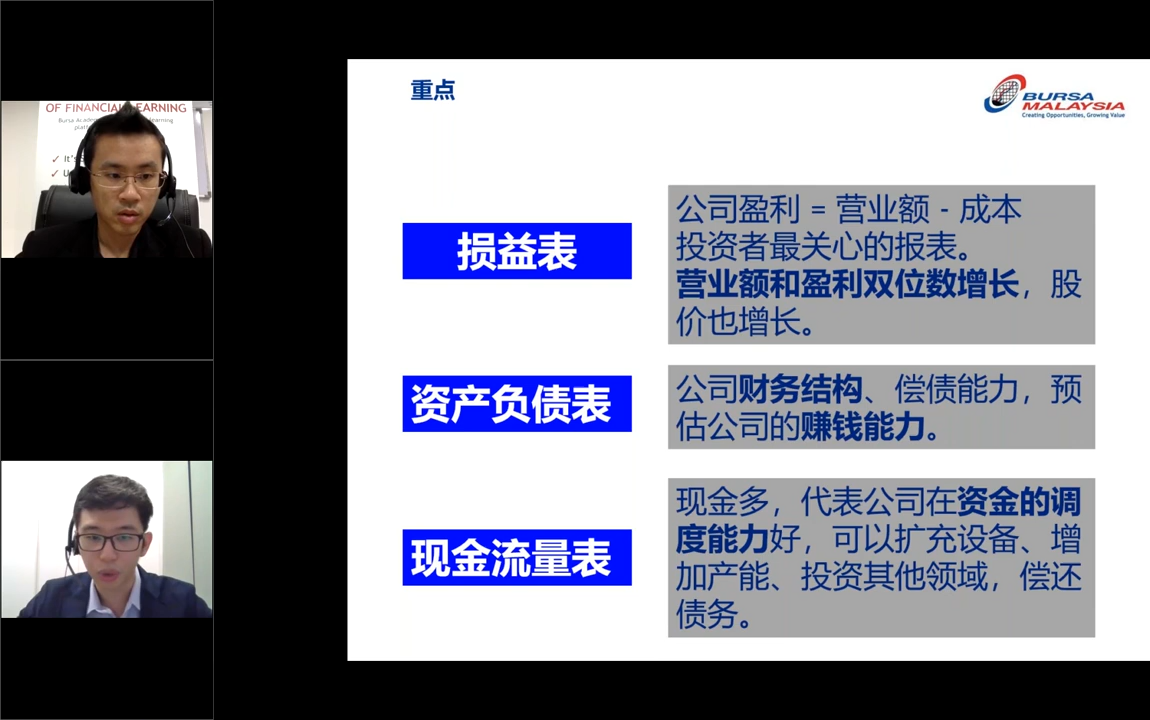 OF FINANCIAL LEARNING
重点
BURSA
MALAYSIA
Creating Opportunities, Growing Value
损益表
公司盈利 = 营业额 - 成本
投资者最关心的报表。
营业额和盈利双位数增长，股
价也增长。
资产负债表
公司财务结构、偿债能力，预
估公司的赚钱能力。
现金流量表
现金多，代表公司在资金的调
度能力好，可以扩充设备、增
加产能、投资其他领域，偿还
债务。